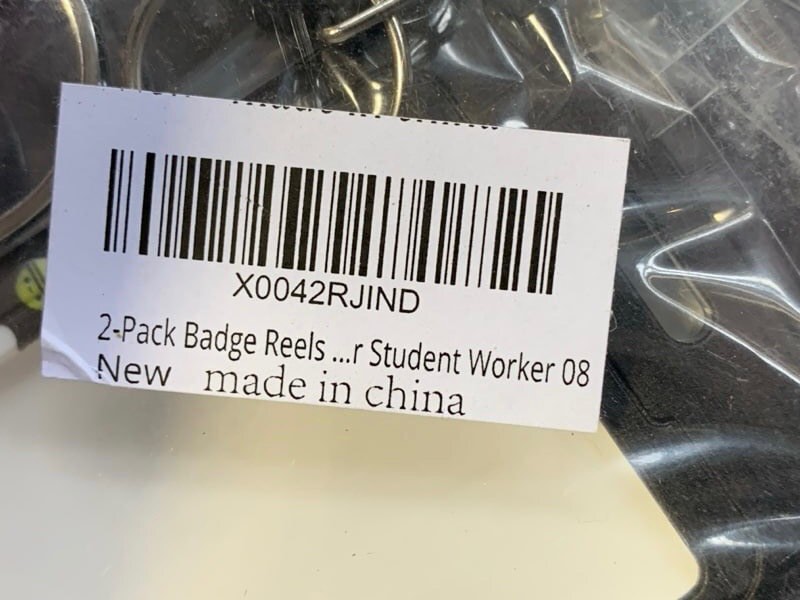 X0042RJIND
2-Pack Badge Reels ...r Student Worker 08
New made in china